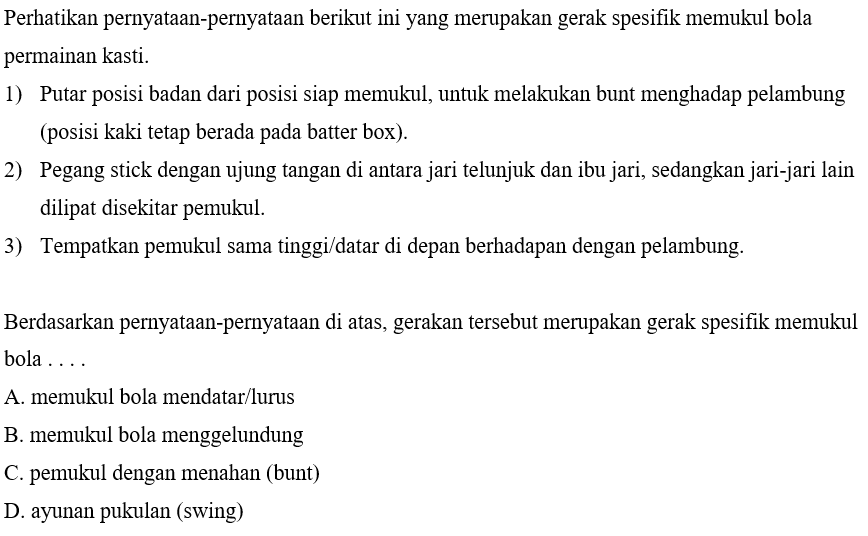 Perhatikan pernyataan-pernyataan berikut ini yang merupakan gerak spesifik memukul bola
permainan kasti.
1) Putar posisi badan dari posisi siap memukul, untuk melakukan bunt menghadap pelambung
(posisi kaki tetap berada pada batter box).
2) Pegang stick dengan ujung tangan di antara jari telunjuk dan ibu jari, sedangkan jari-jari lain
dilipat disekitar pemukul.
3) Tempatkan pemukul sama tinggi/datar di depan berhadapan dengan pelambung.
Berdasarkan pernyataan-pernyataan di atas, gerakan tersebut merupakan gerak spesifik memukul
bola . . . .
A. memukul bola mendatar/lurus
B. memukul bola menggelundung
C. pemukul dengan menahan (bunt)
D. ayunan pukulan (swing)